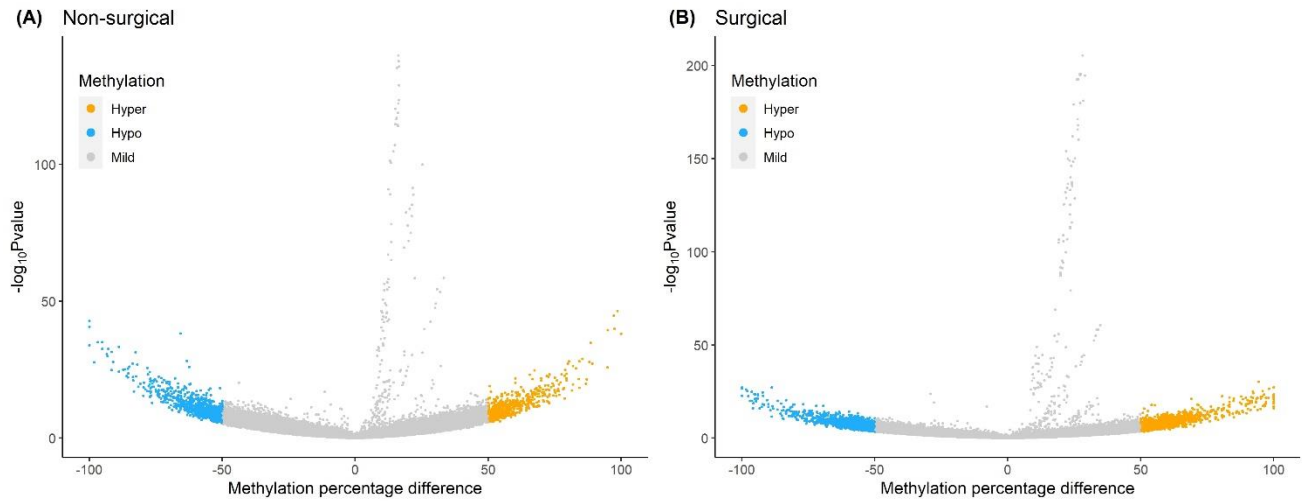 (A) Non-surgical
Methylation
Hyper
Hypo
Mild
100
50
0
-log₁₀Pvalue
-100 -50 0 50 100
Methylation percentage difference
(B) Surgical
Methylation
Hyper
Hypo
Mild
200
150
100
50
0
-log₁₀Pvalue
-100 -50 0 50 100
Methylation percentage difference